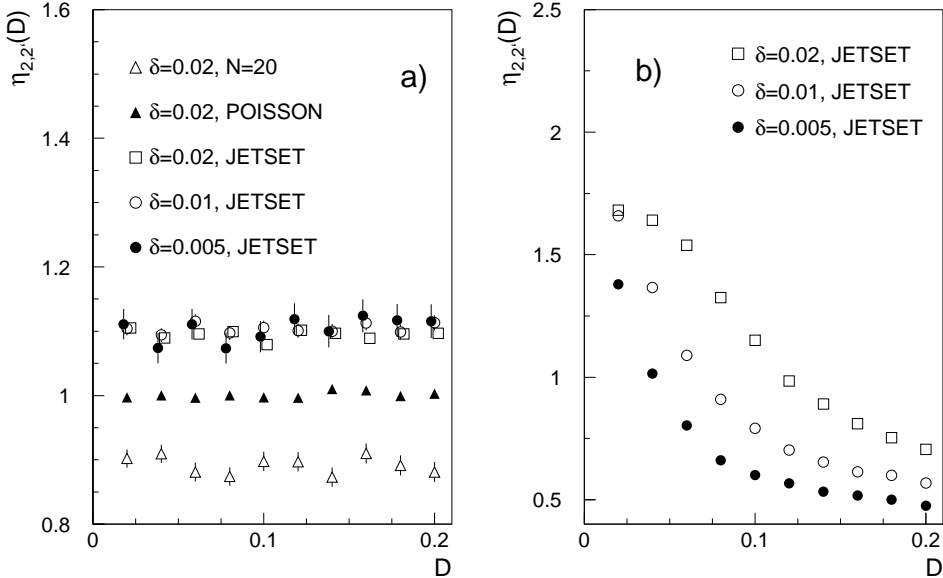 η2,2'(D)
1.6
1.4
1.2
1
0.8
0
0.1
0.2
D
a)
δ=0.02, N=20
δ=0.02, POISSON
δ=0.02, JETSET
δ=0.01, JETSET
δ=0.005, JETSET
η2,2'(D)
2.5
2
1.5
1
0.5
0
0.1
0.2
D
b)
δ=0.02, JETSET
δ=0.01, JETSET
δ=0.005, JETSET